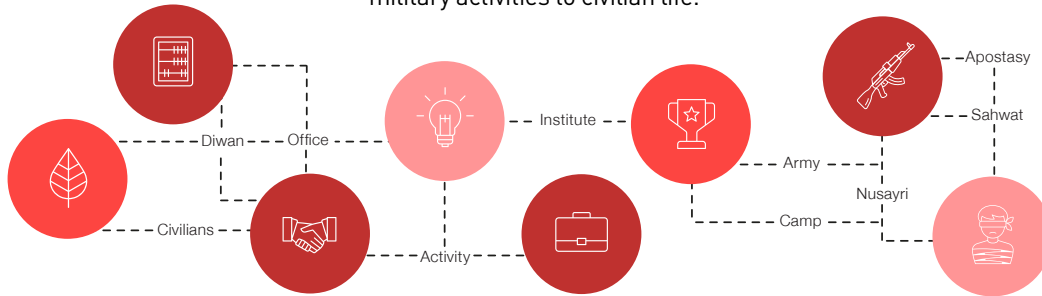 military activities to civilian life.
Apostasy
Sahwat
Institute
Diwan
Office
Army
Nusayri
Camp
Civilians
Activity